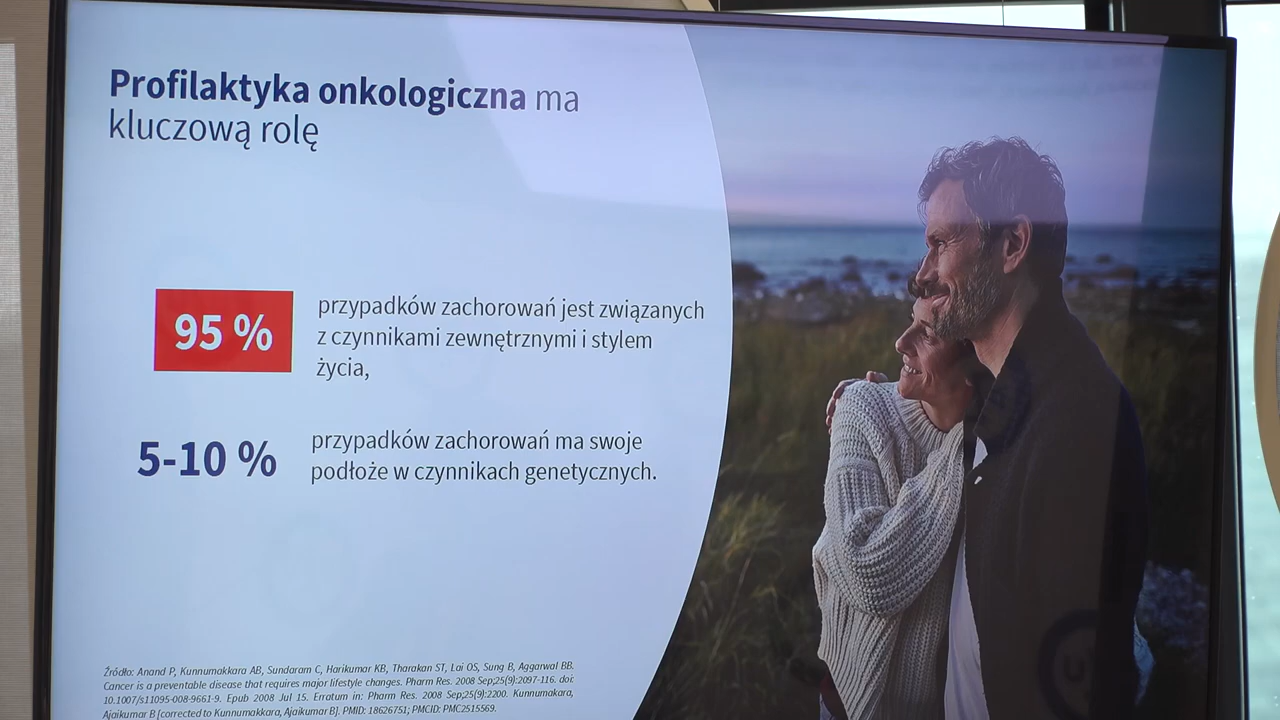 Profilaktyka onkologiczna ma
kluczową rolę
95 %
przypadków zachorowań jest związanych
z czynnikami zewnętrznymi i stylem
życia,
5-10 %
przypadków zachorowań ma swoje
podłoże w czynnikach genetycznych.
Źródło: Anand P, Kunnumakkara AB, Sundaram C, Harikumar KB, Tharakan ST, Lai OS, Sung B, Aggarwal BB.
Cancer is a preventable disease that requires major lifestyle changes. Pharm Res. 2008 Sep;25(9):2097-116. doi:
10.1007/s11095-008-9661-9. Epub 2008 Jul 15. Erratum in: Pharm Res. 2008 Sep;25(9):2200. Kunnumakara,
Ajaikumar B [corrected to Kunnumakkara, Ajaikumar B]. PMID: 18626751; PMCID: PMC2515569.